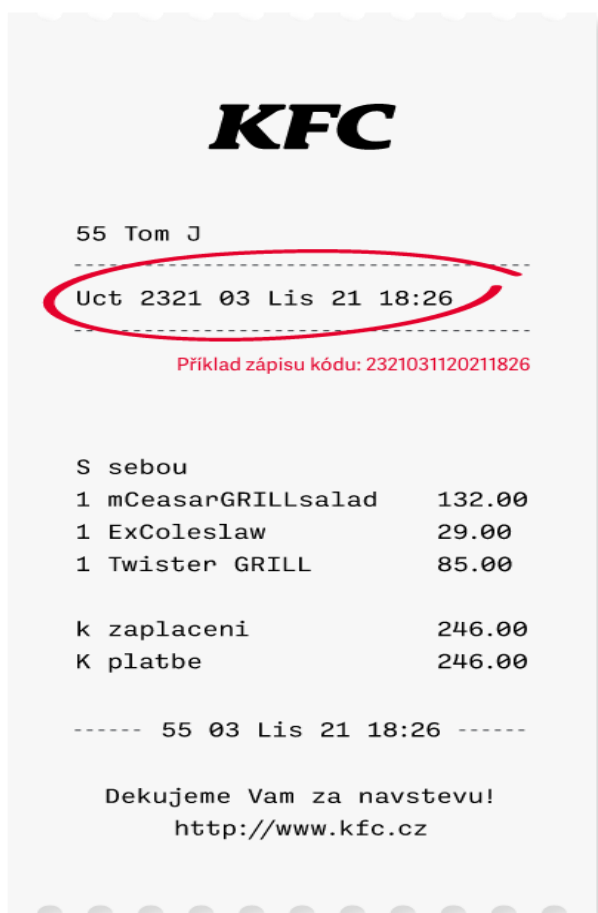 KFC
55 Tom J
Uct 2321 03 Lis 21 18:26
Příklad zápisu kódu: 2321031120211826
S sebou
1 mCeasarGRILLsalad 132.00
1 ExColeslaw 29.00
1 Twister GRILL 85.00
k zaplaceni 246.00
K platbe 246.00
------ 55 03 Lis 21 18:26 ------
Dekujeme Vam za navstevu!
http://www.kfc.cz